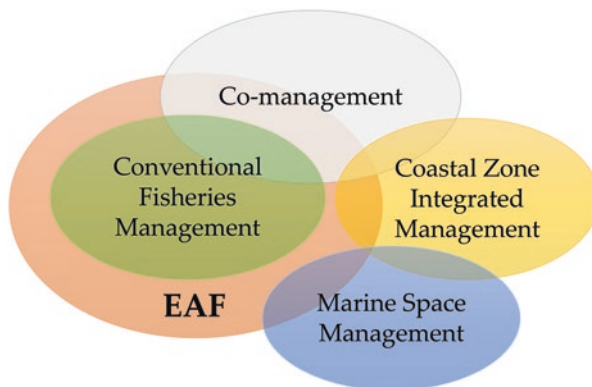 Co-management
Conventional
Fisheries
Management
Coastal Zone
Integrated
Management
EAF
Marine Space
Management